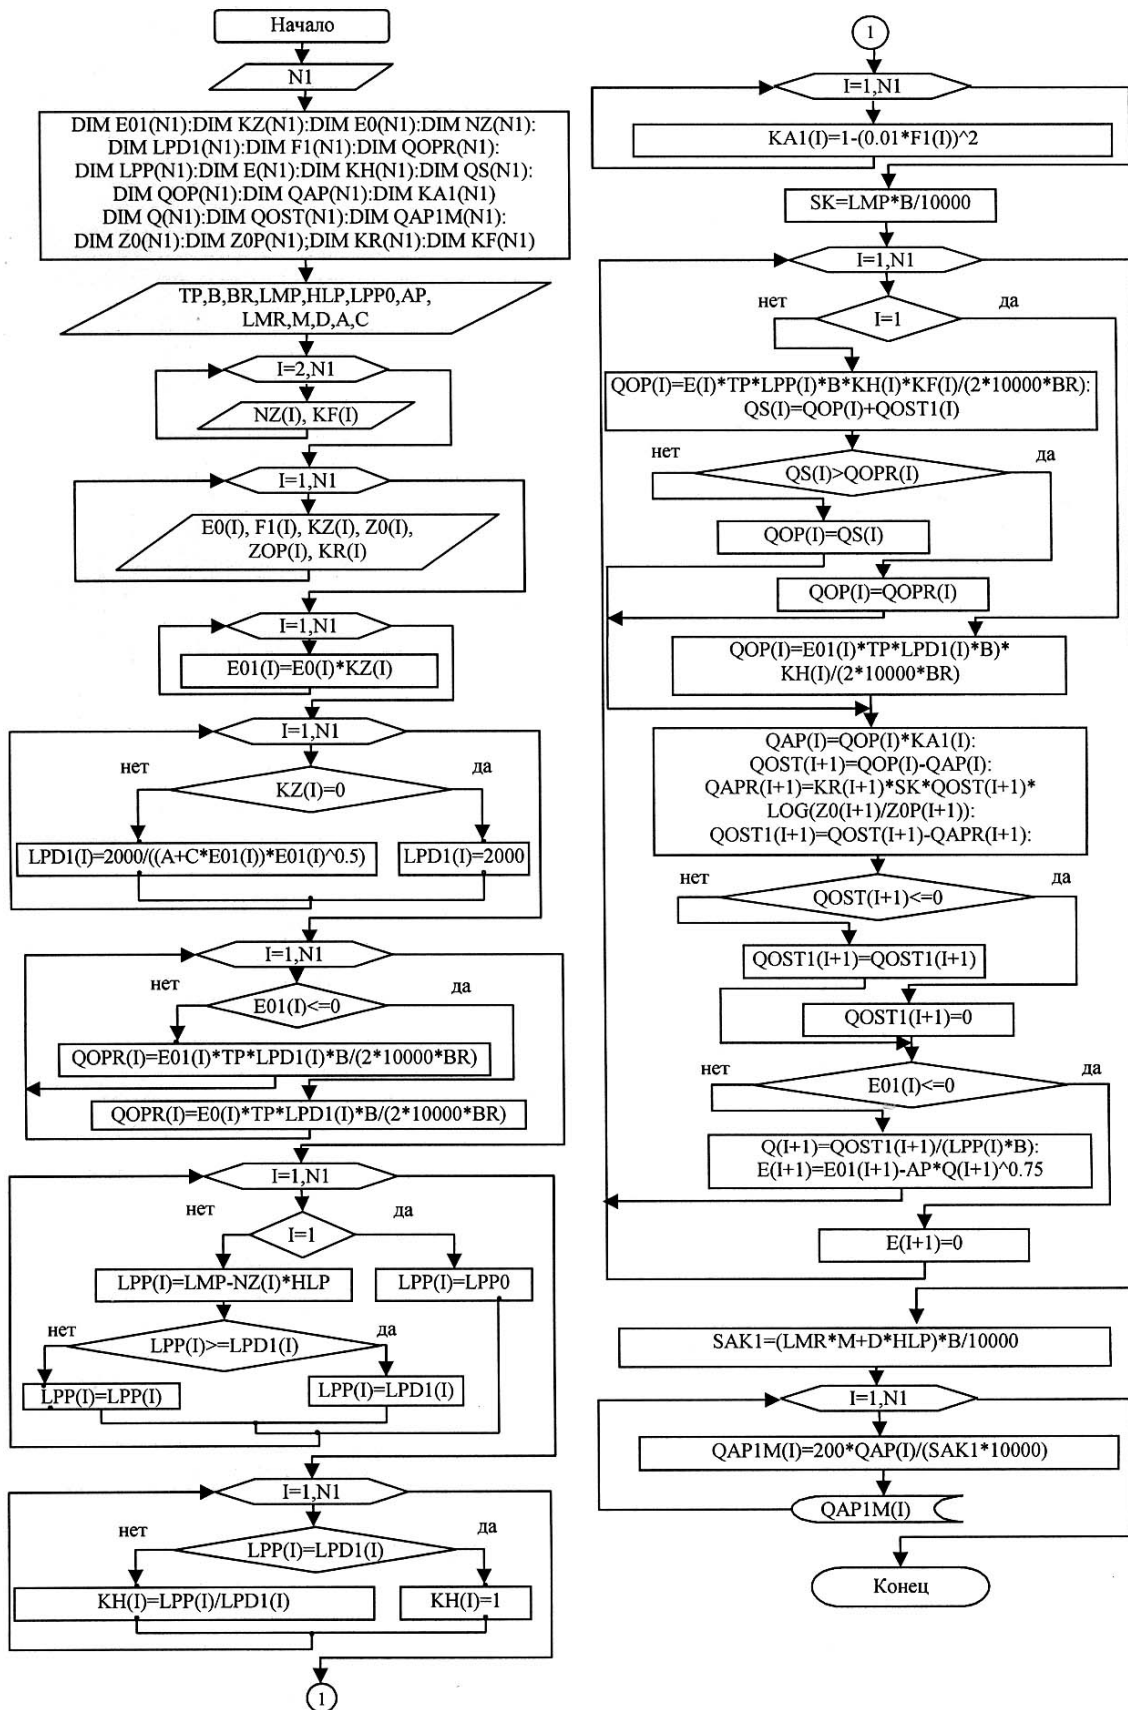 Начало
N1
DIM E01(N1):DIM KZ(N1):DIM E0(N1):DIM NZ(N1):
DIM LPD1(N1):DIM F1(N1):DIM QOPR(N1):
DIM LPP(N1):DIM E(N1):DIM KH(N1):DIM QS(N1):
DIM QOP(N1):DIM QAP(N1):DIM KA1(N1)
DIM Q(N1):DIM QOST(N1):DIM QAP1M(N1):
DIM Z0(N1):DIM Z0P(N1);DIM KR(N1):DIM KF(N1)
TP,B,BR,LMP,HLP,LPP0,AP,
LMR,M,D,A,C
I=2,N1
NZ(I), KF(I)
I=1,N1
E0(I), F1(I), KZ(I), Z0(I),
ZOP(I), KR(I)
I=1,N1
E01(I)=E0(I)*KZ(I)
I=1,N1
нет
да
KZ(I)=0
LPD1(I)=2000/((A+C*E01(I))*E01(I)^0.5)
LPD1(I)=2000
I=1,N1
нет
да
E01(I)<=0
QOPR(I)=E01(I)*TP*LPD1(I)*B/(2*10000*BR)
QOPR(I)=E0(I)*TP*LPD1(I)*B/(2*10000*BR)
I=1,N1
нет
да
I=1
LPP(I)=LMP-NZ(I)*HLP
LPP(I)=LPP0
нет
да
LPP(I)>=LPD1(I)
LPP(I)=LPP(I)
LPP(I)=LPD1(I)
I=1,N1
нет
да
LPP(I)=LPD1(I)
KH(I)=LPP(I)/LPD1(I)
KH(I)=1
1
1
I=1,N1
KA1(I)=1-(0.01*F1(I))^2
SK=LMP*B/10000
I=1,N1
нет
да
I=1
QOP(I)=E(I)*TP*LPP(I)*B*KH(I)*KF(I)/(2*10000*BR):
QS(I)=QOP(I)+QOST1(I)
нет
да
QS(I)>QOPR(I)
QOP(I)=QS(I)
QOP(I)=QOPR(I)
QOP(I)=E01(I)*TP*LPD1(I)*B)*
KH(I)/(2*10000*BR)
QAP(I)=QOP(I)*KA1(I):
QOST(I+1)=QOP(I)-QAP(I):
QAPR(I+1)=KR(I+1)*SK*QOST(I+1)*
LOG(Z0(I+1)/Z0P(I+1)):
QOST1(I+1)=QOST(I+1)-QAPR(I+1):
нет
да
QOST(I+1)<=0
QOST1(I+1)=QOST1(I+1)
QOST1(I+1)=0
нет
да
E01(I)<=0
Q(I+1)=QOST1(I+1)/(LPP(I)*B):
E(I+1)=E01(I+1)-AP*Q(I+1)^0.75
E(I+1)=0
SAK1=(LMR*M+D*HLP)*B/10000
I=1,N1
QAP1M(I)=200*QAP(I)/(SAK1*10000)
QAP1M(I)
Конец